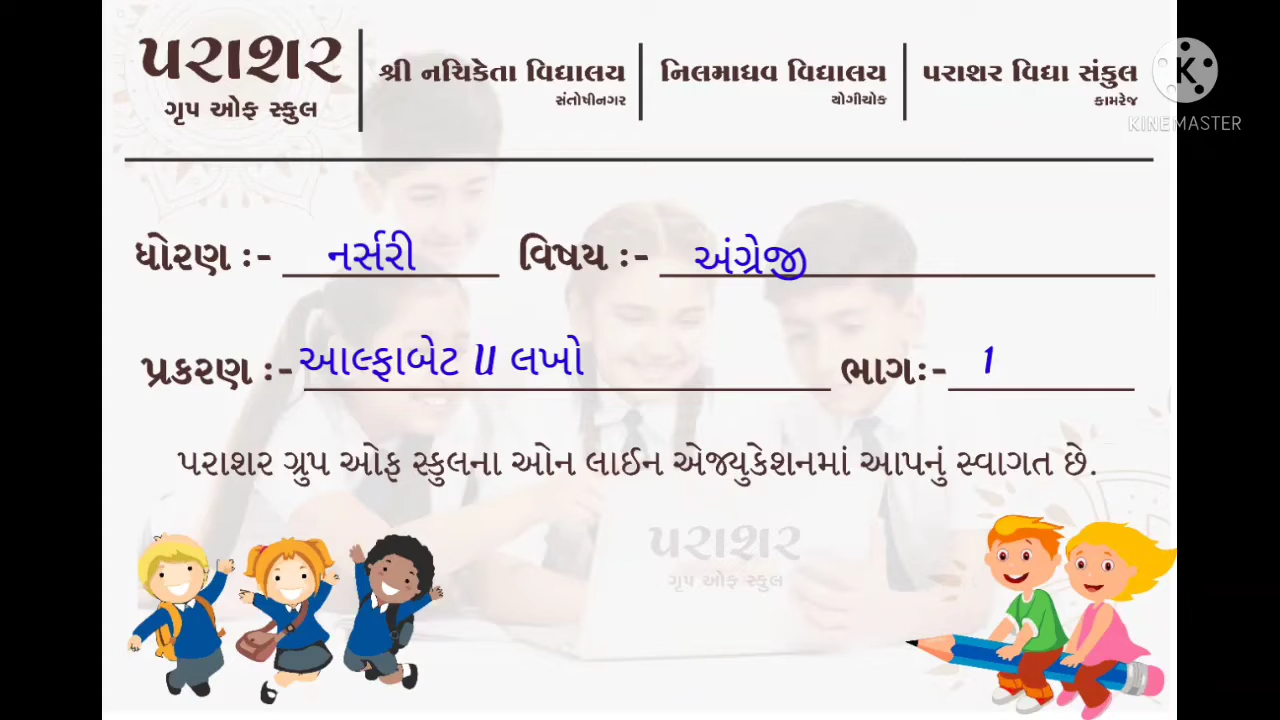 પરાશર
ગૃપ ઓફ સ્કુલ
શ્રી નચિકેતા વિદ્યાલય
સંતોષીનગર
નિલમાધવ વિદ્યાલય
યોગીચોક
પરાશર વિદ્યા સંકુલ
કામરેજ
KINEMASTER
ધોરણ :- નર્સરી વિષય :- અંગ્રેજી
પ્રકરણ :- આલ્ફાબેટ U લખો ભાગઃ- 1
પરાશર ગ્રુપ ઓફ સ્કુલના ઓન લાઈન એજ્યુકેશનમાં આપનું સ્વાગત છે.
પરાશર
ગૃપ ઓફ સ્કુલ